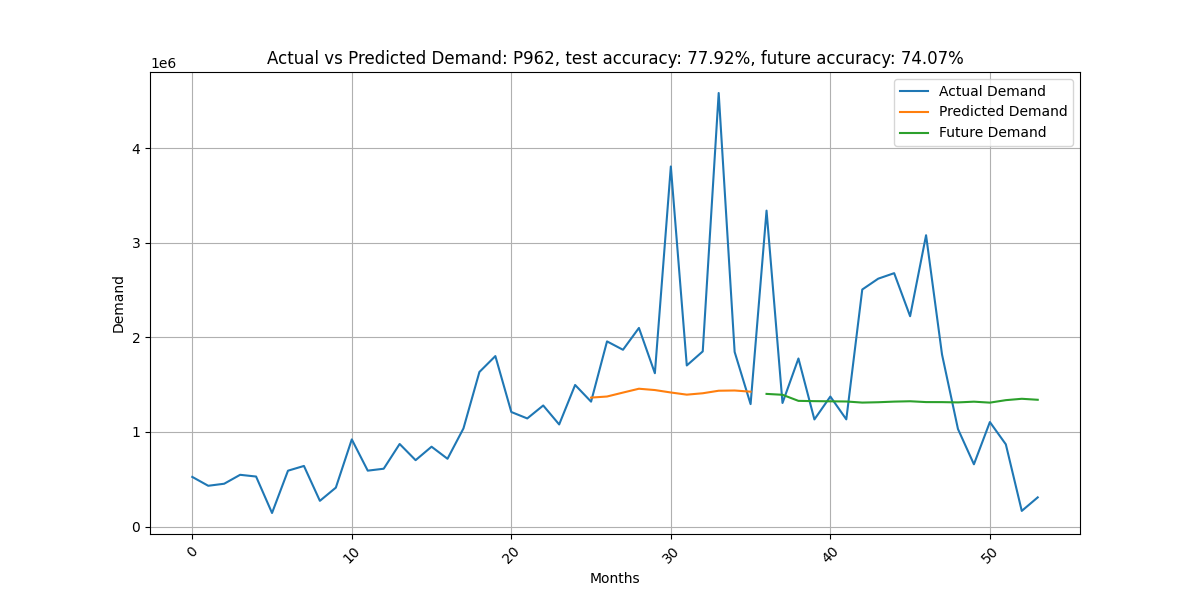 Actual vs Predicted Demand: P962, test accuracy: 77.92%, future accuracy: 74.07%
1e6
Actual Demand
Predicted Demand
Future Demand
4
3
2
1
0
Demand
0
10
20
30
40
50
Months